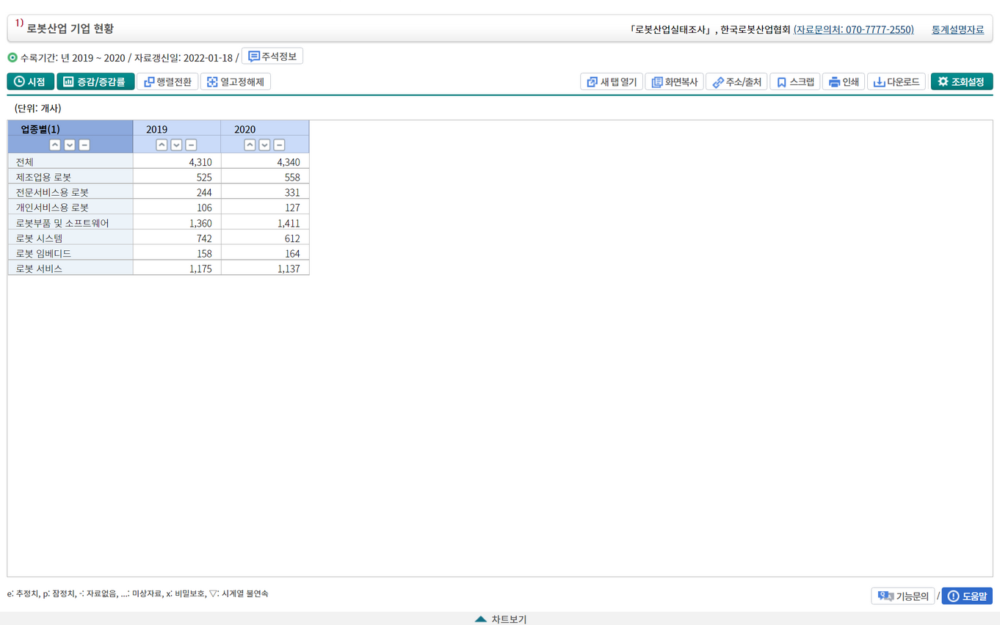 1) 로봇산업 기업 현황
「로봇산업실태조사」, 한국로봇산업협회 (자료문의처: 070-7777-2550) 통계설명자료
수록기간: 년 2019 ~ 2020 / 자료갱신일: 2022-01-18 / 주석정보
시점 증감/증감률 행렬전환 열고정해제 새 탭 열기 화면복사 주소/출처 스크랩 인쇄 다운로드 조회설정
(단위: 개사)
업종별(1) 2019 2020
전체 4,310 4,340
제조업용 로봇 525 558
전문서비스용 로봇 244 331
개인서비스용 로봇 106 127
로봇부품 및 소프트웨어 1,360 1,411
로봇 시스템 742 612
로봇 임베디드 158 164
로봇 서비스 1,175 1,137
e: 추정치, p: 잠정치, -: 자료없음, ...: 미상자료, x: 비밀보호, ▽: 시계열 불연속
기능문의 / 도움말
차트보기